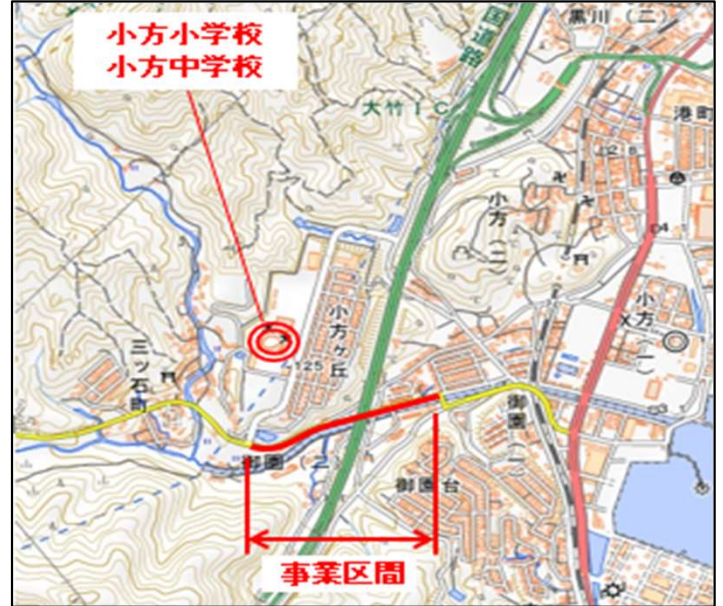 小方小学校
小方中学校
国道路
黒川(二)
大竹IC
港町
小方(二)
小方(一)
小方ヶ丘
125
三ツ石町
御園(二)
御園(一)
御園台
事業区間